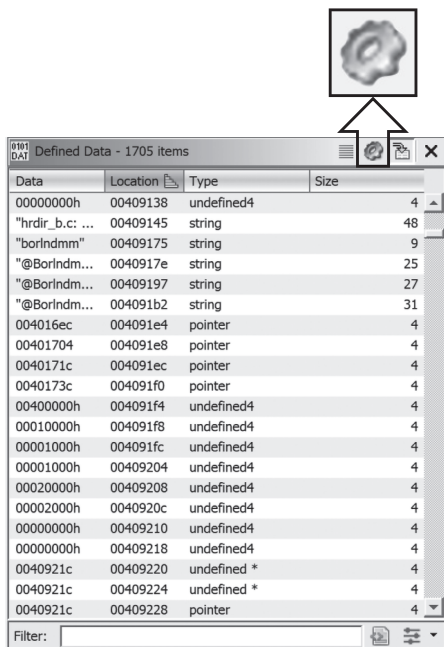 0101 DAT Defined Data - 1705 items
Data Location Type Size
00000000h 00409138 undefined4 4
"hrdir_b.c: ... 00409145 string 48
"borlndmm" 00409175 string 9
"@Borlndm... 0040917e string 25
"@Borlndm... 00409197 string 27
"@Borlndm... 004091b2 string 31
004016ec 004091e4 pointer 4
00401704 004091e8 pointer 4
0040171c 004091ec pointer 4
0040173c 004091f0 pointer 4
00400000h 004091f4 undefined4 4
00010000h 004091f8 undefined4 4
00001000h 004091fc undefined4 4
00001000h 00409204 undefined4 4
00020000h 00409208 undefined4 4
00002000h 0040920c undefined4 4
00000000h 00409210 undefined4 4
00000000h 00409218 undefined4 4
0040921c 00409220 undefined * 4
0040921c 00409224 undefined * 4
0040921c 00409228 pointer 4
Filter: